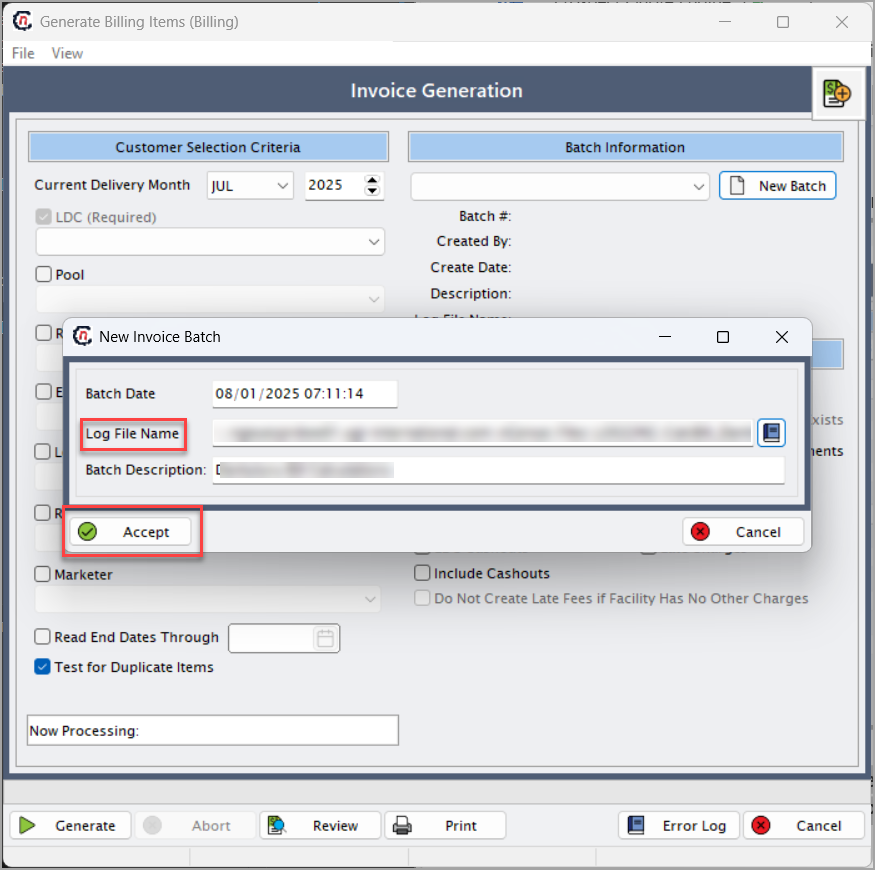 Generate Billing Items (Billing)
File View
Invoice Generation
Customer Selection Criteria
Batch Information
Current Delivery Month JUL 2025
New Batch
LDC (Required)
Batch #:
Created By:
Create Date:
Pool
Description:
New Invoice Batch
Batch Date 08/01/2025 07:11:14
Log File Name
Batch Description:
Accept
Cancel
Marketer
Include Cashouts
Do Not Create Late Fees if Facility Has No Other Charges
Read End Dates Through
Test for Duplicate Items
Now Processing:
Generate Abort Review Print Error Log Cancel